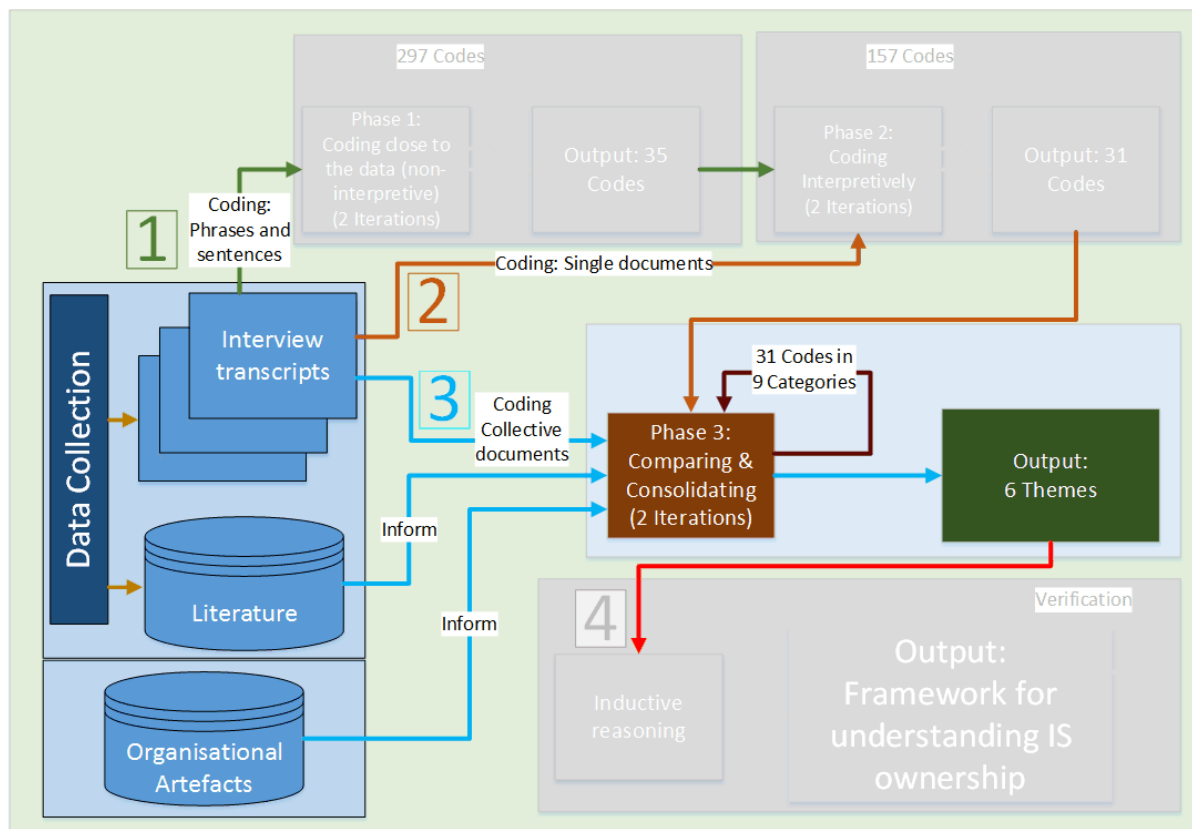 297 Codes
157 Codes
Phase 1:
Coding close to
the data (non-
interpretive)
(2 Iterations)
Output: 35
Codes
Phase 2:
Coding
Interpretively
(2 Iterations)
Output: 31
Codes
1
Coding:
Phrases and
sentences
Coding: Single documents
2
Data Collection
Interview
transcripts
3
Coding
Collective
documents
31 Codes in
9 Categories
Phase 3:
Comparing &
Consolidating
(2 Iterations)
Output:
6 Themes
Inform
Literature
Inform
Organisational
Artefacts
4
Verification
Inductive
reasoning
Output:
Framework for
understanding IS
ownership